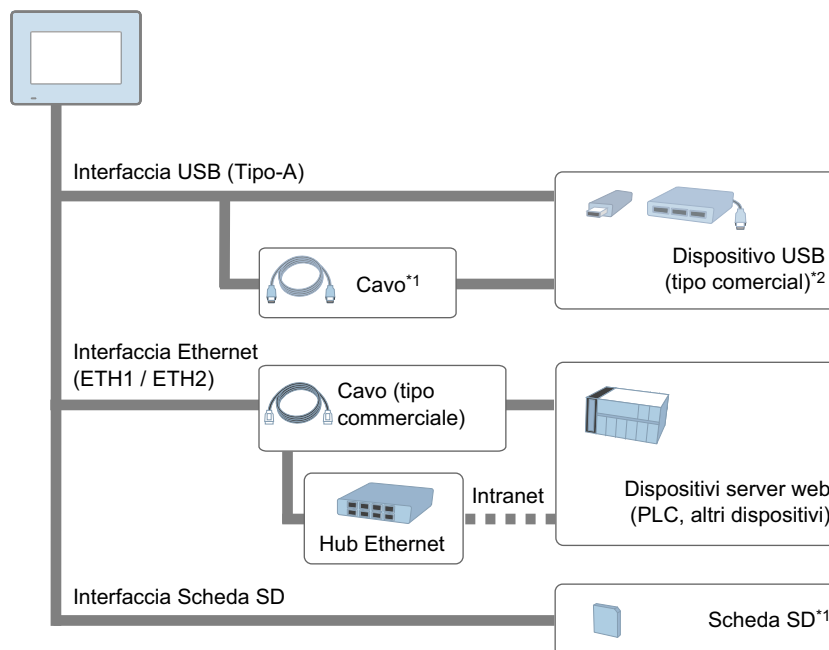 Interfaccia USB (Tipo-A)
Dispositivo USB
(tipo comercial)*2
Cavo*1
Interfaccia Ethernet
(ETH1 / ETH2)
Cavo (tipo
commerciale)
Intranet
Hub Ethernet
Dispositivi server web
(PLC, altri dispositivi)
Interfaccia Scheda SD
Scheda SD*1